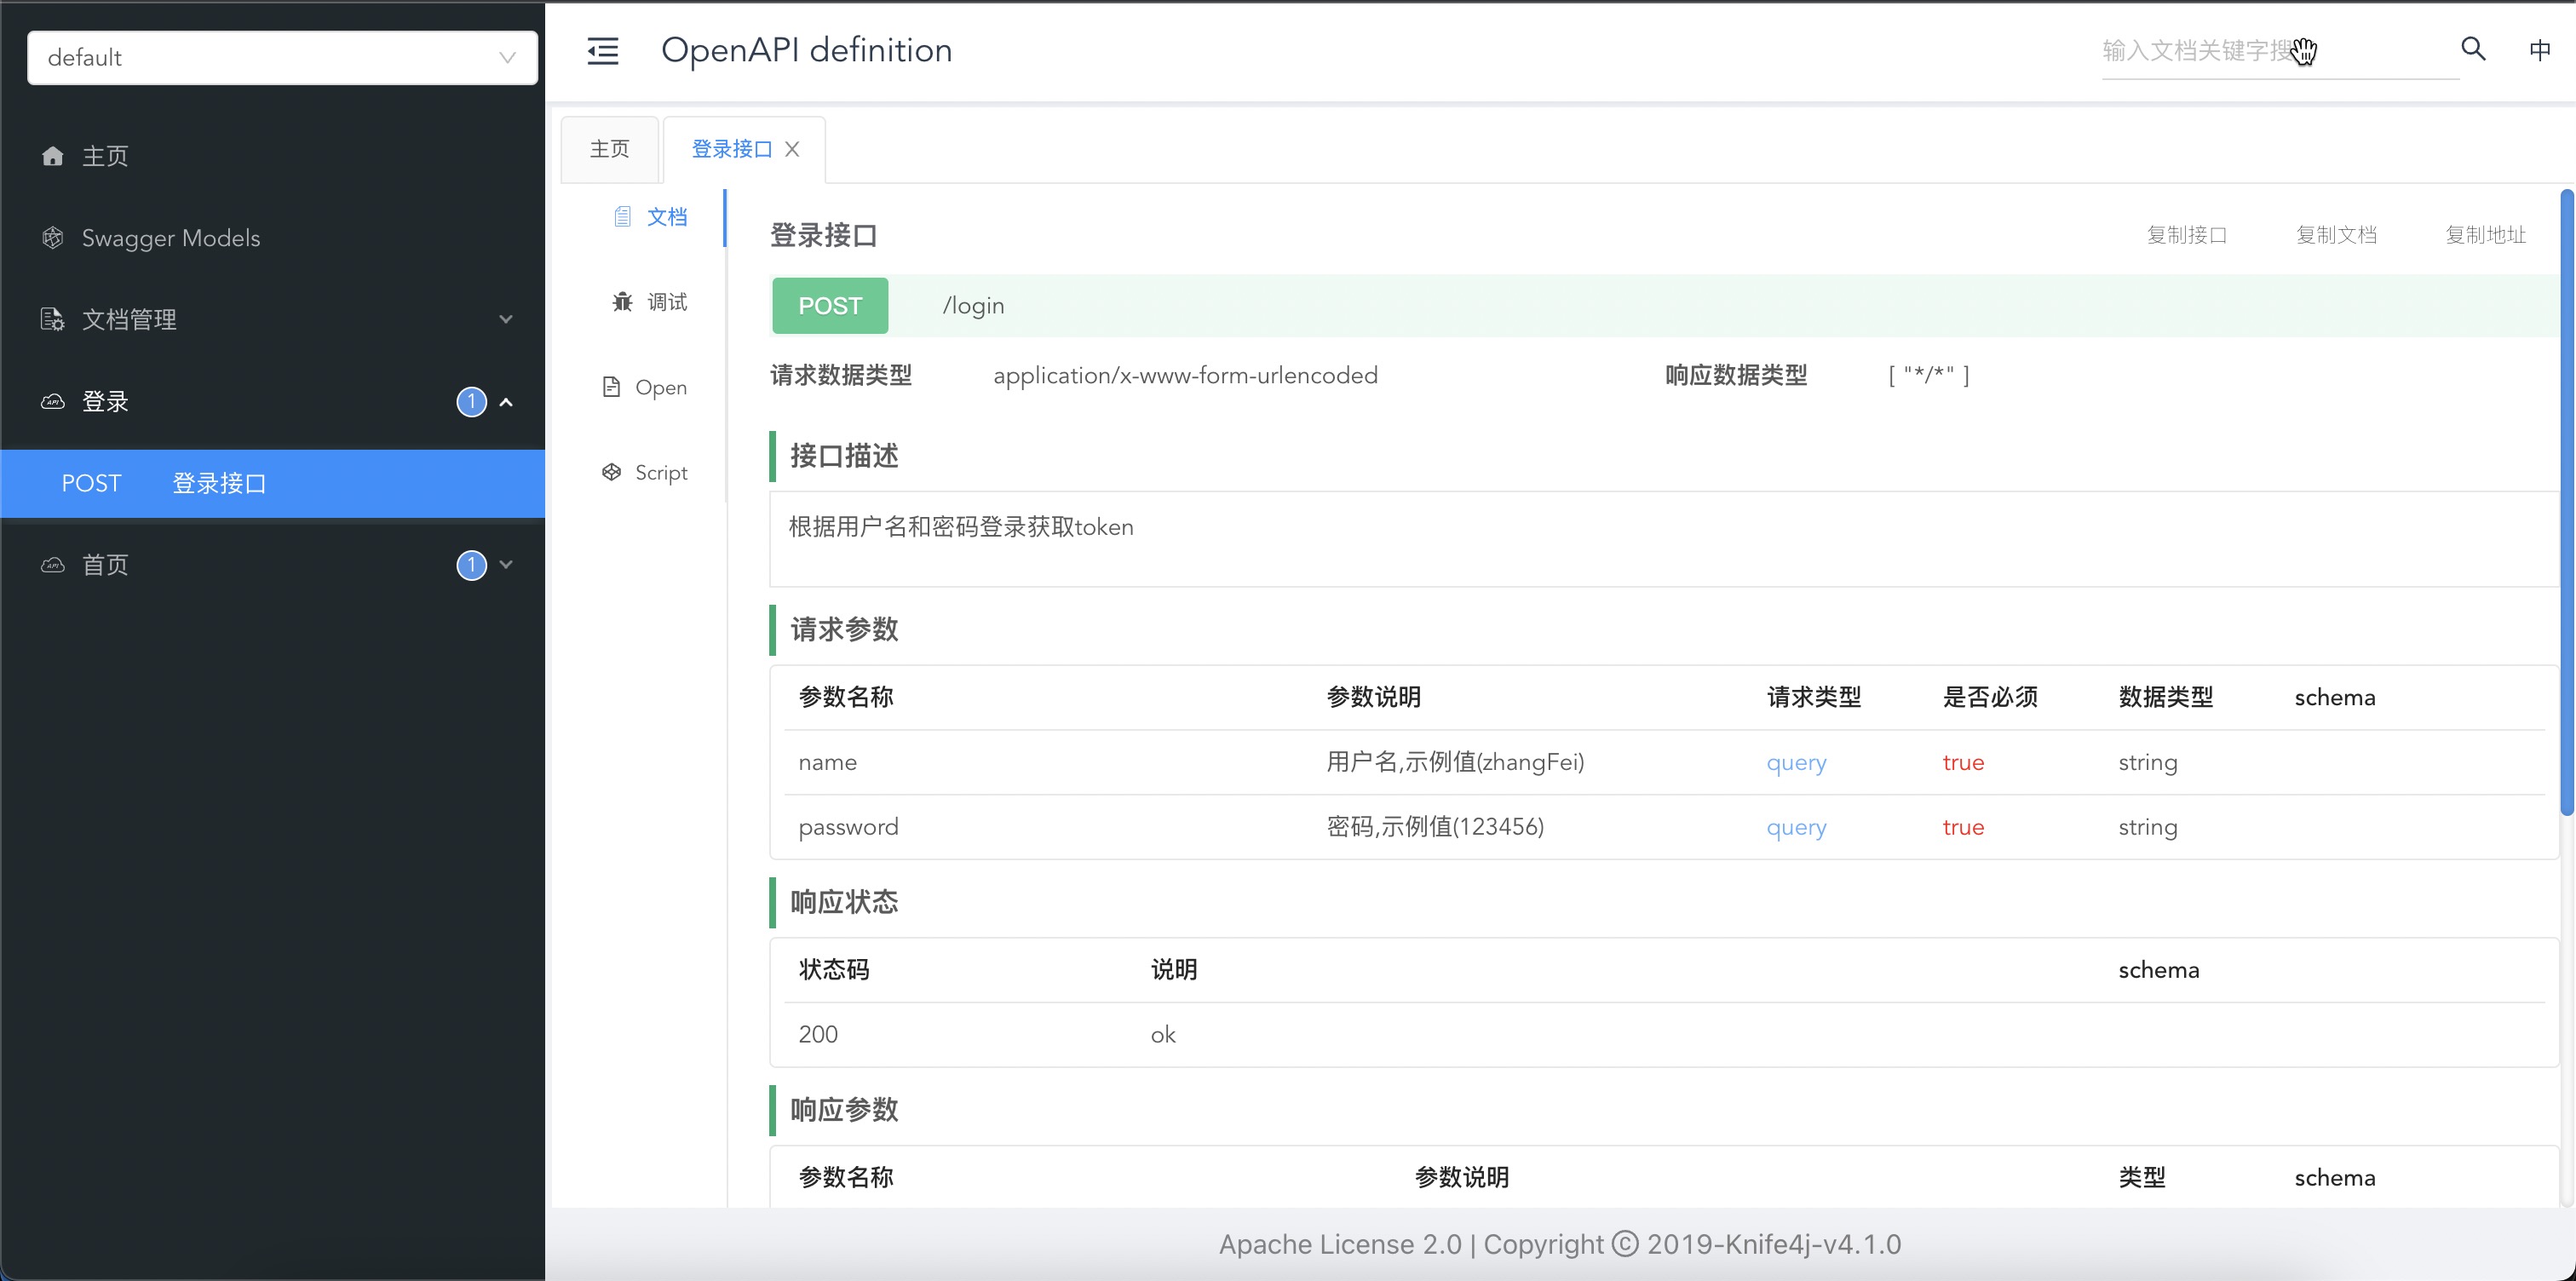 default
OpenAPI definition
输入文档关键字搜
中
主页
Swagger Models
文档管理
登录 1
POST 登录接口
首页 1
主页 登录接口
文档
调试
Open
Script
登录接口 复制接口 复制文档 复制地址
POST /login
请求数据类型 application/x-www-form-urlencoded 响应数据类型 [ "*/*" ]
接口描述
根据用户名和密码登录获取token
请求参数
参数名称 参数说明 请求类型 是否必须 数据类型 schema
name 用户名,示例值(zhangFei) query true string
password 密码,示例值(123456) query true string
响应状态
状态码 说明 schema
200 ok
响应参数
参数名称 参数说明 类型 schema
Apache License 2.0 | Copyright © 2019-Knife4j-v4.1.0